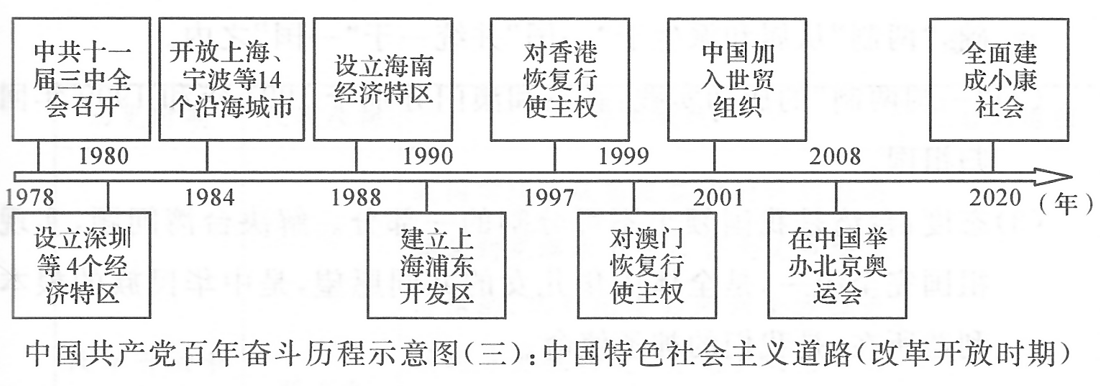 中共十一
届三中全
会召开
开放上海、
宁波等14
个沿海城市
设立海南
经济特区
对香港
恢复行
使主权
中国加
入世贸
组织
全面建
成小康
社会
1980
1990
1999
2008
1978
1984
1988
1997
2001
2020
(年)
设立深圳
等4个经
济特区
建立上
海浦东
开发区
对澳门
恢复行
使主权
在中国举
办北京奥
运会
中国共产党百年奋斗历程示意图(三):中国特色社会主义道路(改革开放时期)